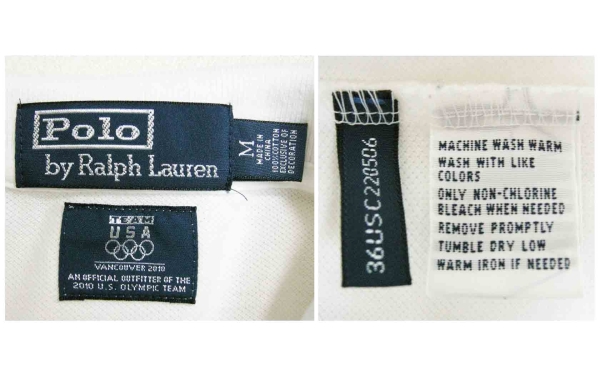 Polo
by Ralph Lauren
M
MADE IN
CHINA
100% COTTON
EXCLUSIVE OF
DECORATION
TEAM
USA
VANCOUVER 2010
AN OFFICIAL OUTFITTER OF THE
2010 U.S. OLYMPIC TEAM
36USC220506
MACHINE WASH WARM
WASH WITH LIKE
COLORS
ONLY NON-CHLORINE
BLEACH WHEN NEEDED
REMOVE PROMPTLY
TUMBLE DRY LOW
WARM IRON IF NEEDED